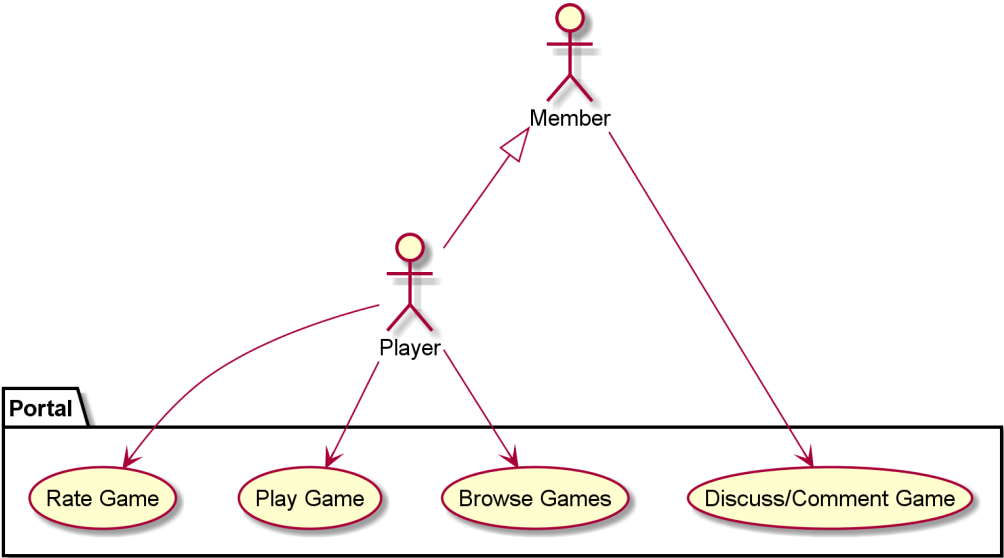 Member
Player
Portal
Rate Game
Play Game
Browse Games
Discuss/Comment Game